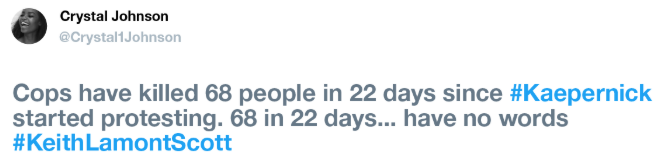 Crystal Johnson
@Crystal1Johnson
Cops have killed 68 people in 22 days since #Kaepernick
started protesting. 68 in 22 days... have no words
#KeithLamontScott